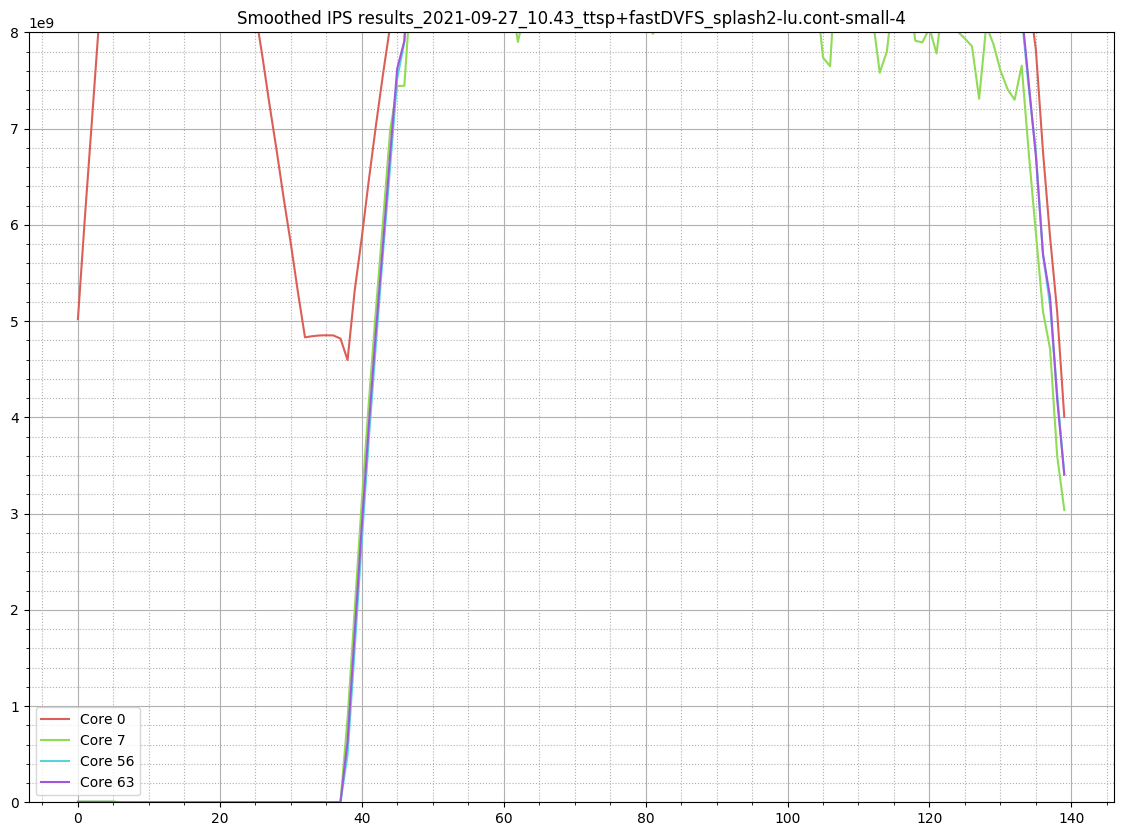 Smoothed IPS results_2021-09-27_10.43_ttsp+fastDVFS_splash2-lu.cont-small-4
1e9
8
7
6
5
4
3
2
1
0
Core 0
Core 7
Core 56
Core 63
0 20 40 60 80 100 120 140